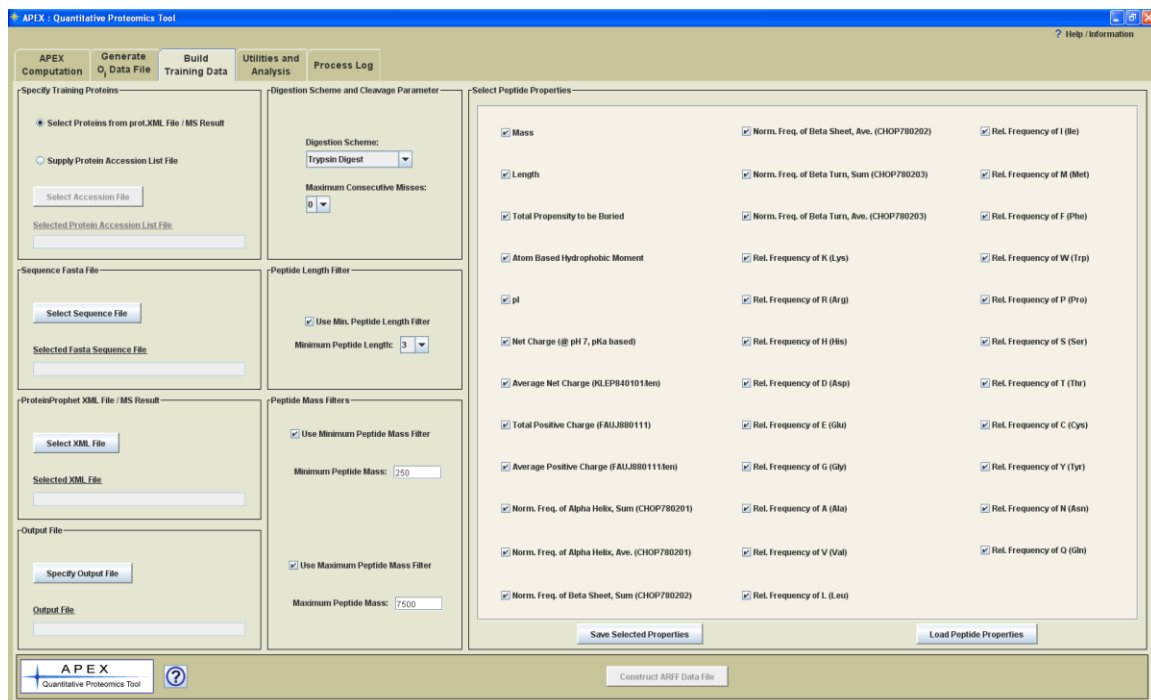 APEX : Quantitative Proteomics Tool
? Help / Information
APEX Computation
Generate Oi Data File
Build Training Data
Utilities and Analysis
Process Log
Specify Training Proteins
Select Proteins from prot.XML File / MS Result
Supply Protein Accession List File
Select Accession File
Selected Protein Accession List File
Sequence Fasta File
Select Sequence File
Selected Fasta Sequence File
ProteinProphet XML File / MS Result
Select XML File
Selected XML File
Output File
Specify Output File
Output File
Digestion Scheme and Cleavage Parameter
Digestion Scheme:
Trypsin Digest
Maximum Consecutive Misses:
0
Peptide Length Filter
Use Min. Peptide Length Filter
Minimum Peptide Length: 3
Peptide Mass Filters
Use Minimum Peptide Mass Filter
Minimum Peptide Mass: 250
Use Maximum Peptide Mass Filter
Maximum Peptide Mass: 7500
Select Peptide Properties
Mass
Length
Total Propensity to be Buried
Atom Based Hydrophobic Moment
pI
Net Charge (@ pH 7, pKa based)
Average Net Charge (KLEP840101/len)
Total Positive Charge (FAUJ880111)
Average Positive Charge (FAUJ880111/len)
Norm. Freq. of Alpha Helix, Sum (CHOP780201)
Norm. Freq. of Alpha Helix, Ave. (CHOP780201)
Norm. Freq. of Beta Sheet, Sum (CHOP780202)
Norm. Freq. of Beta Sheet, Ave. (CHOP780202)
Norm. Freq. of Beta Turn, Sum (CHOP780203)
Norm. Freq. of Beta Turn, Ave. (CHOP780203)
Rel. Frequency of K (Lys)
Rel. Frequency of R (Arg)
Rel. Frequency of H (His)
Rel. Frequency of D (Asp)
Rel. Frequency of E (Glu)
Rel. Frequency of G (Gly)
Rel. Frequency of A (Ala)
Rel. Frequency of V (Val)
Rel. Frequency of L (Leu)
Rel. Frequency of I (Ile)
Rel. Frequency of M (Met)
Rel. Frequency of F (Phe)
Rel. Frequency of W (Trp)
Rel. Frequency of P (Pro)
Rel. Frequency of S (Ser)
Rel. Frequency of T (Thr)
Rel. Frequency of C (Cys)
Rel. Frequency of Y (Tyr)
Rel. Frequency of N (Asn)
Rel. Frequency of Q (Gln)
Save Selected Properties
Load Peptide Properties
APEX
Quantitative Proteomics Tool
?
Construct ARFF Data File